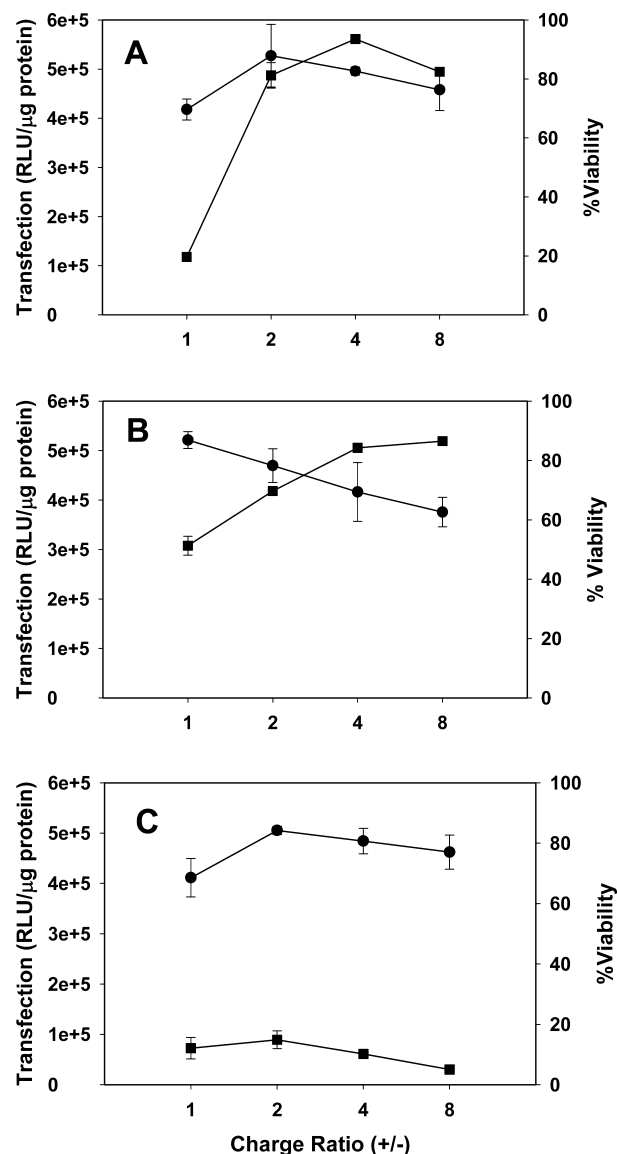 A
Transfection (RLU/µg protein)
6e+5
5e+5
4e+5
3e+5
2e+5
1e+5
0
100
80
60
40
20
0
%Viability
1 2 4 8
B
Transfection (RLU/µg protein)
6e+5
5e+5
4e+5
3e+5
2e+5
1e+5
0
100
80
60
40
20
0
% Viability
1 2 4 8
C
Transfection (RLU/µg protein)
6e+5
5e+5
4e+5
3e+5
2e+5
1e+5
0
100
80
60
40
20
0
%Viability
1 2 4 8
Charge Ratio (+/-)